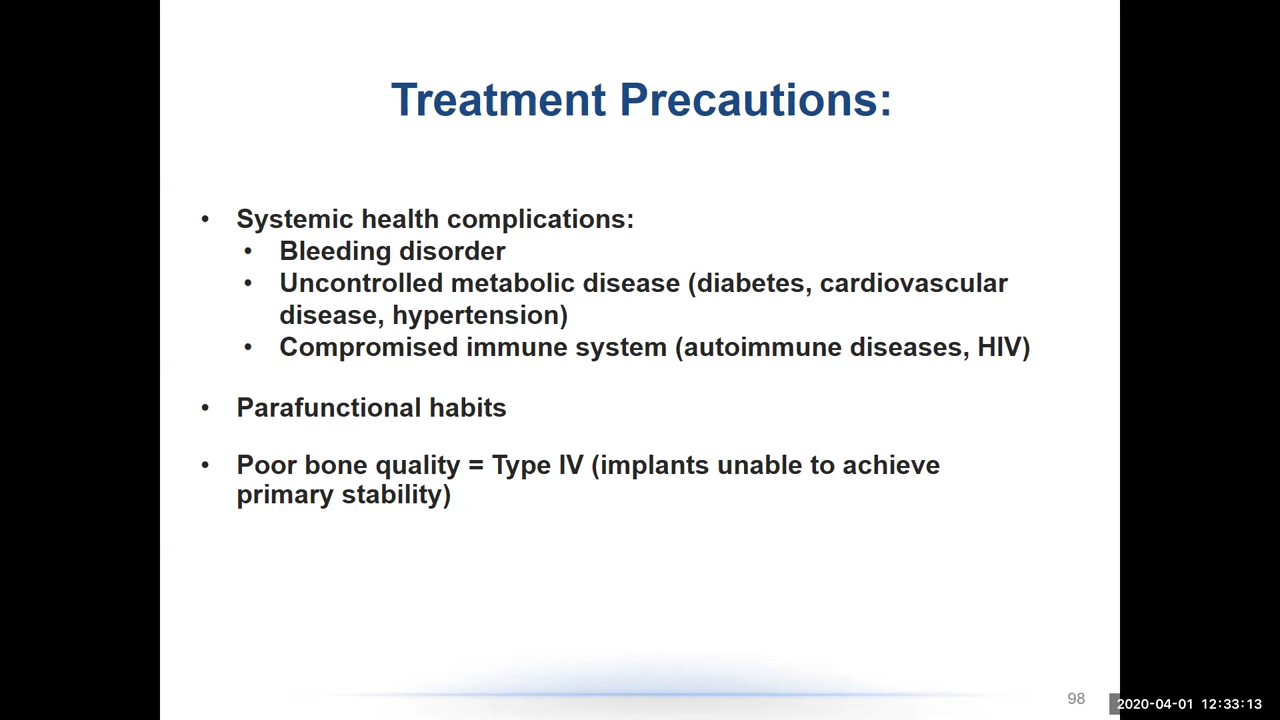 Treatment Precautions:
• Systemic health complications:
• Bleeding disorder
• Uncontrolled metabolic disease (diabetes, cardiovascular
disease, hypertension)
• Compromised immune system (autoimmune diseases, HIV)
• Parafunctional habits
• Poor bone quality = Type IV (implants unable to achieve
primary stability)
98
2020-04-01 12:33:13